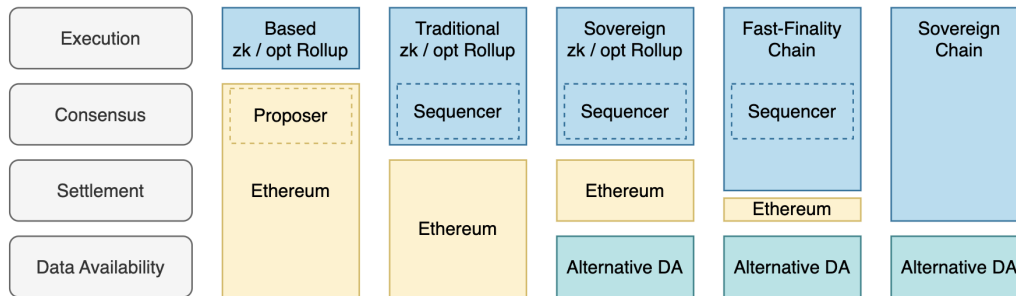 Execution
Based
zk / opt Rollup
Traditional
zk / opt Rollup
Sovereign
zk / opt Rollup
Fast-Finality
Chain
Sovereign
Chain
Consensus
Proposer
Sequencer
Sequencer
Sequencer
Settlement
Ethereum
Ethereum
Ethereum
Ethereum
Data Availability
Alternative DA
Alternative DA
Alternative DA